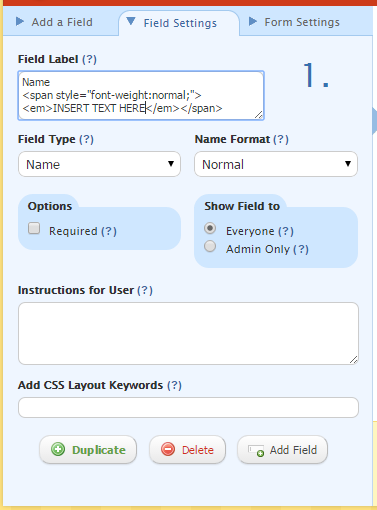 Add a Field Field Settings Form Settings
Field Label (?)
1.
Name
<span style="font-weight:normal;">
<em>INSERT TEXT HERE</em></span>
Field Type (?) Name Format (?)
Name Normal
Options Show Field to
Required (?) Everyone (?)
Admin Only (?)
Instructions for User (?)
Add CSS Layout Keywords (?)
Duplicate Delete Add Field